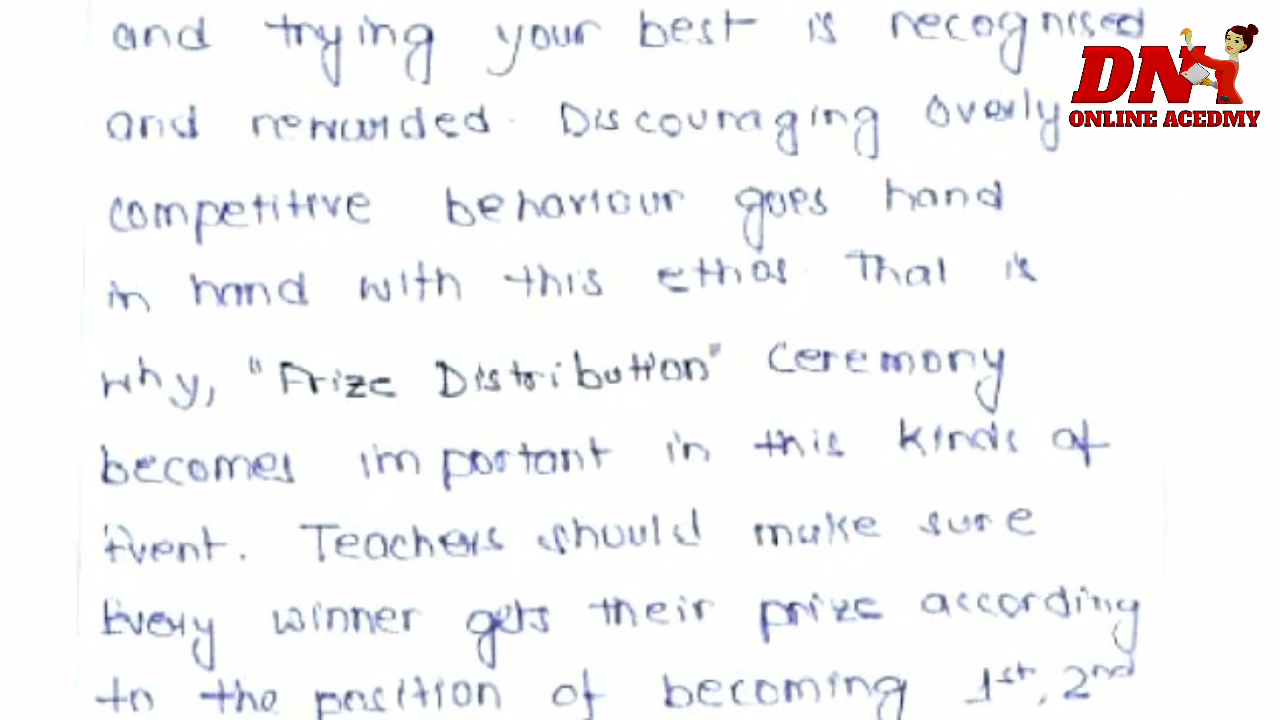 and trying your best is recognised
and rewarded. Discouraging overly
competitive behaviour goes hand
in hand with this ethos. That is
why, "Prize Distribution" ceremony
becomes important in this kinds of
Event. Teachers should make sure
Every winner gets their prize according
to the position of becoming 1st, 2nd
DNY
ONLINE ACEDMY